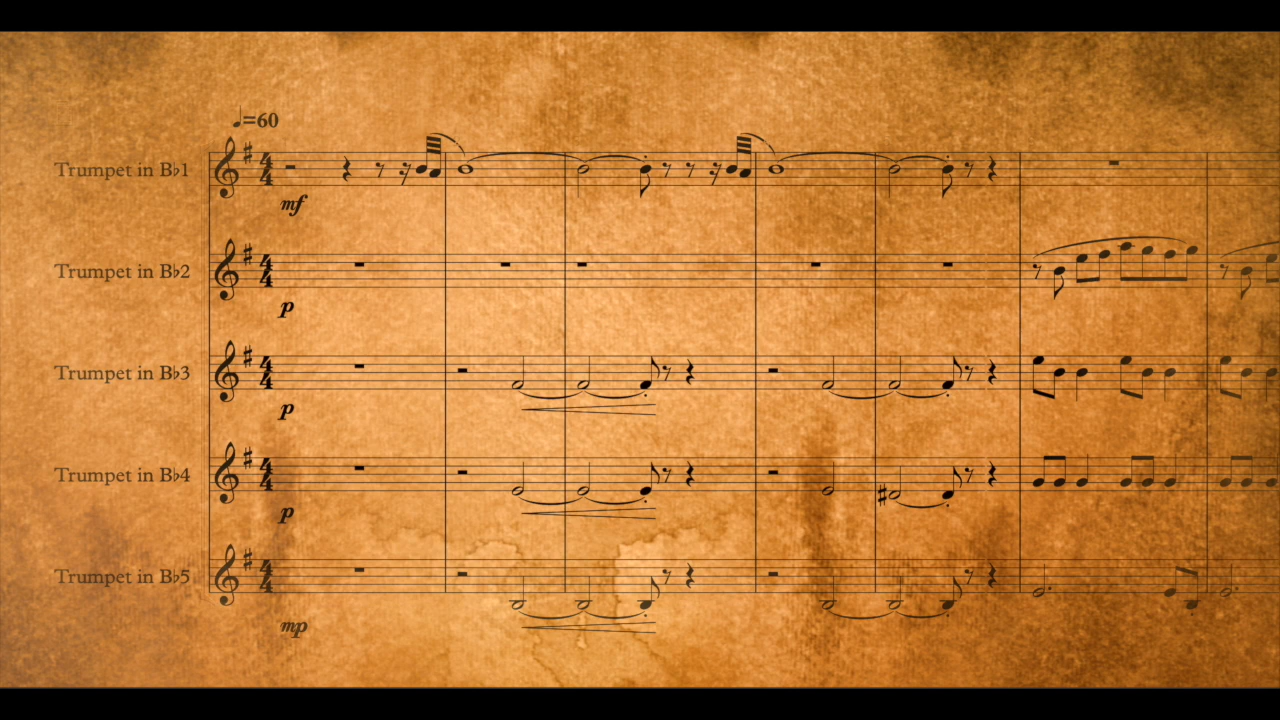 ♩=60
Trumpet in B♭1
mf
Trumpet in B♭2
p
Trumpet in B♭3
p
Trumpet in B♭4
p
Trumpet in B♭5
mp